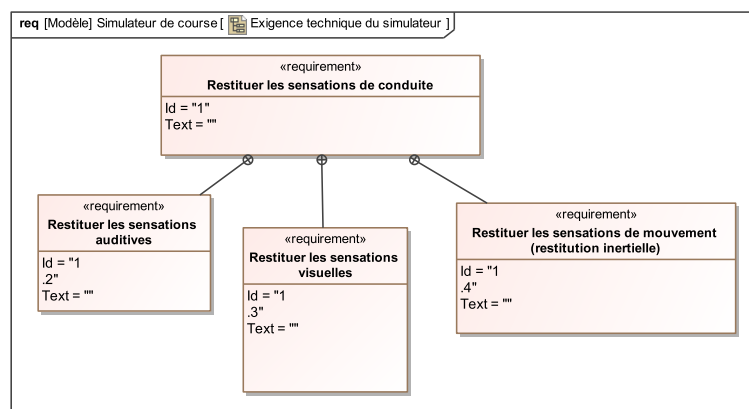 req [Modèle] Simulateur de course [ Exigence technique du simulateur ]
«requirement»
Restituer les sensations de conduite
Id = "1"
Text = ""
«requirement»
Restituer les sensations
auditives
Id = "1
.2"
Text = ""
«requirement»
Restituer les sensations
visuelles
Id = "1
.3"
Text = ""
«requirement»
Restituer les sensations de mouvement
(restitution inertielle)
Id = "1
.4"
Text = ""